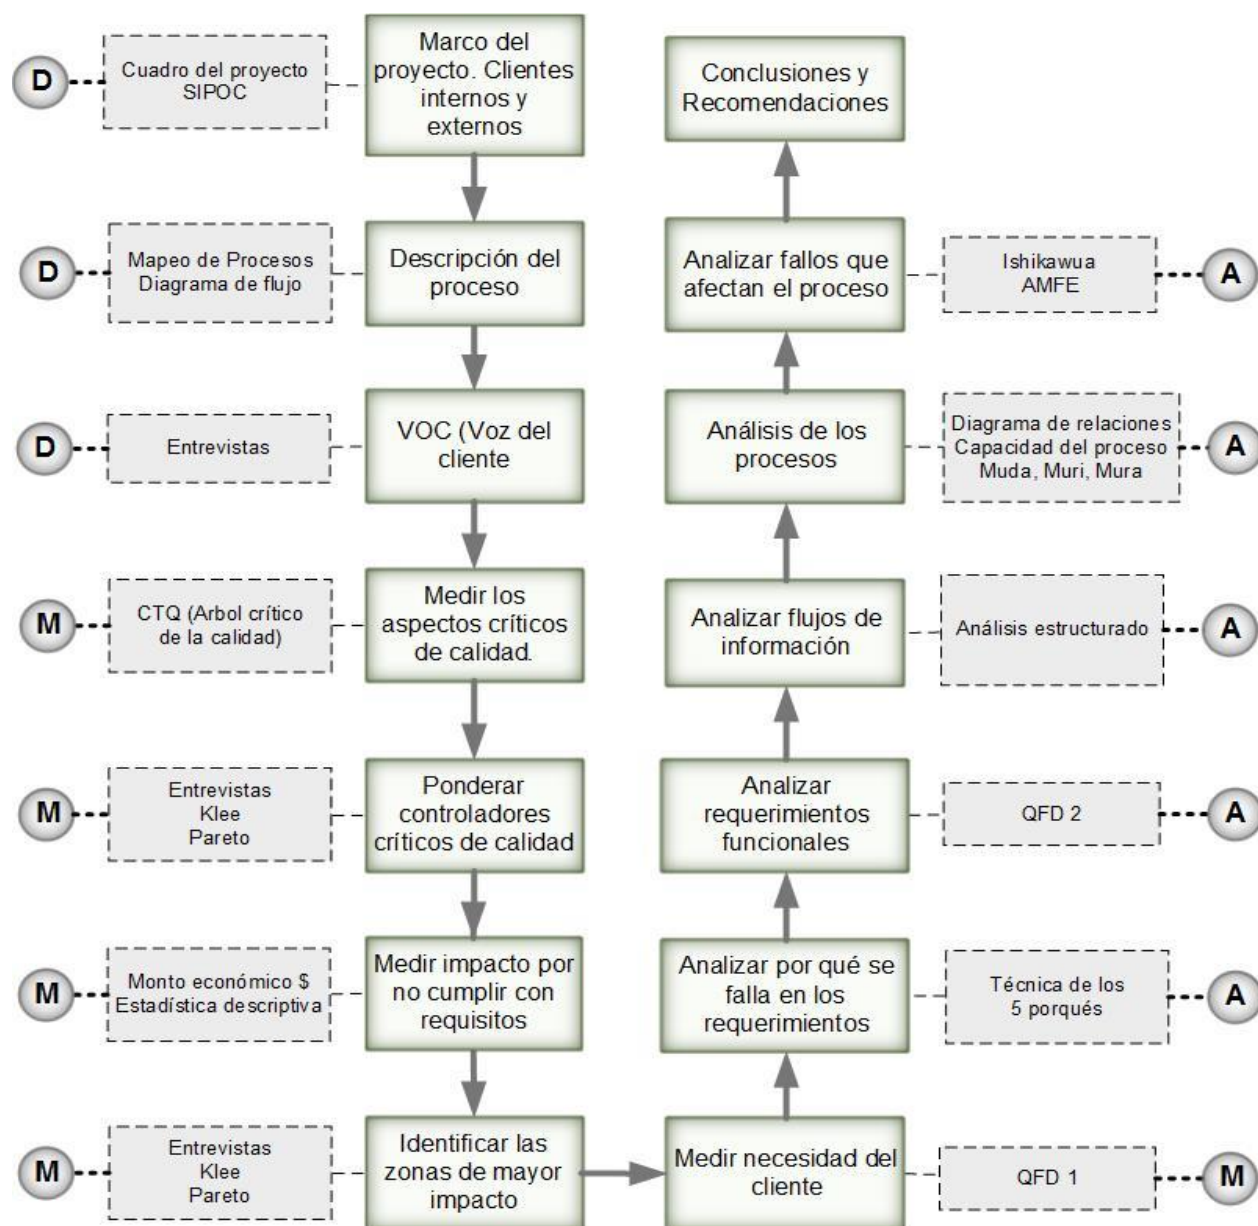 D
Cuadro del proyecto
SIPOC
Marco del
proyecto. Clientes
internos y
externos
D
Mapeo de Procesos
Diagrama de flujo
Descripción del
proceso
D
Entrevistas
VOC (Voz del
cliente
M
CTQ (Arbol crítico
de la calidad)
Medir los
aspectos críticos
de calidad.
M
Entrevistas
Klee
Pareto
Ponderar
controladores
críticos de calidad
M
Monto económico $
Estadística descriptiva
Medir impacto por
no cumplir con
requisitos
M
Entrevistas
Klee
Pareto
Identificar las
zonas de mayor
impacto
Medir necesidad del
cliente
QFD 1
M
Analizar por qué se
falla en los
requerimientos
Técnica de los
5 porqués
A
Analizar
requerimientos
funcionales
QFD 2
A
Analizar flujos de
información
Análisis estructurado
A
Análisis de los
procesos
Diagrama de relaciones
Capacidad del proceso
Muda, Muri, Mura
A
Analizar fallos que
afectan el proceso
Ishikawua
AMFE
A
Conclusiones y
Recomendaciones